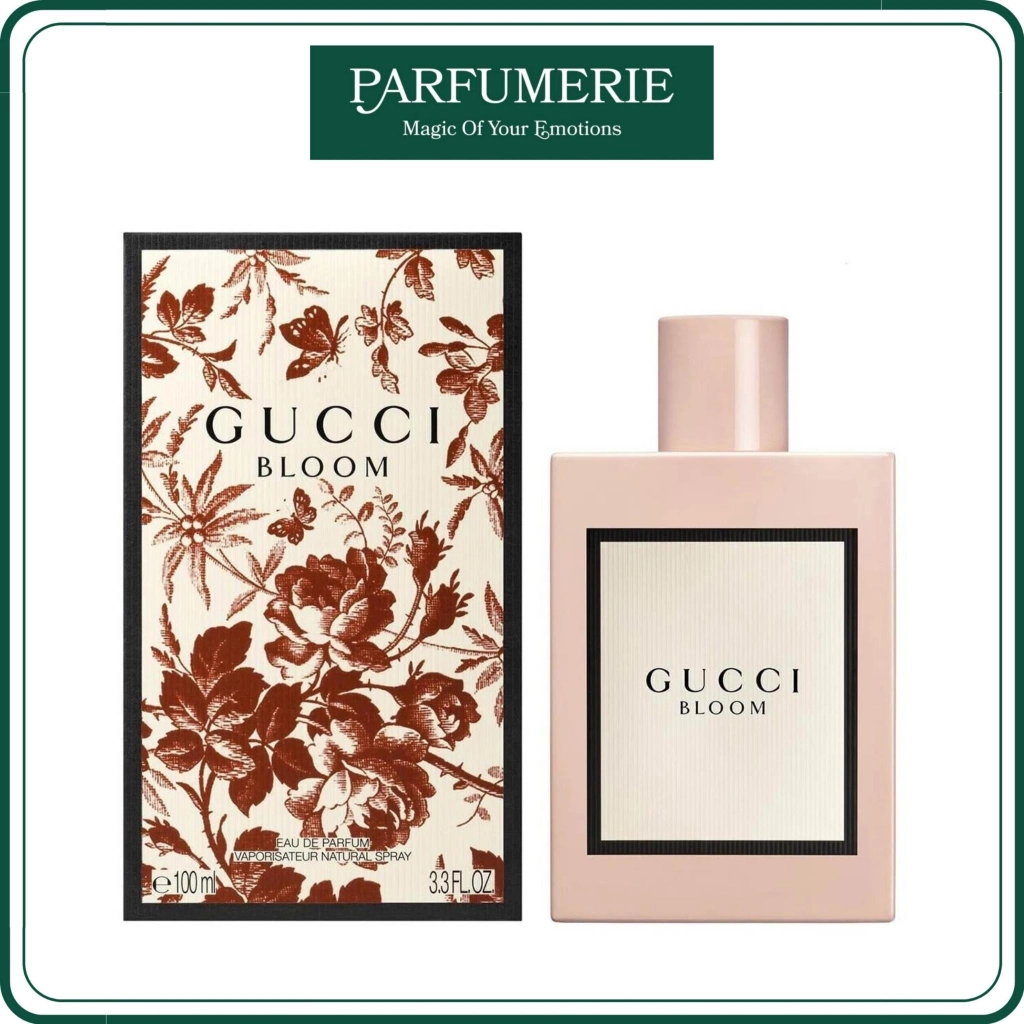 PARFUMERIE
Magic Of Your Emotions
GUCCI
BLOOM
EAU DE PARFUM
VAPORISATEUR NATURAL SPRAY
℮100 ml
3.3 FL.OZ.
GUCCI
BLOOM